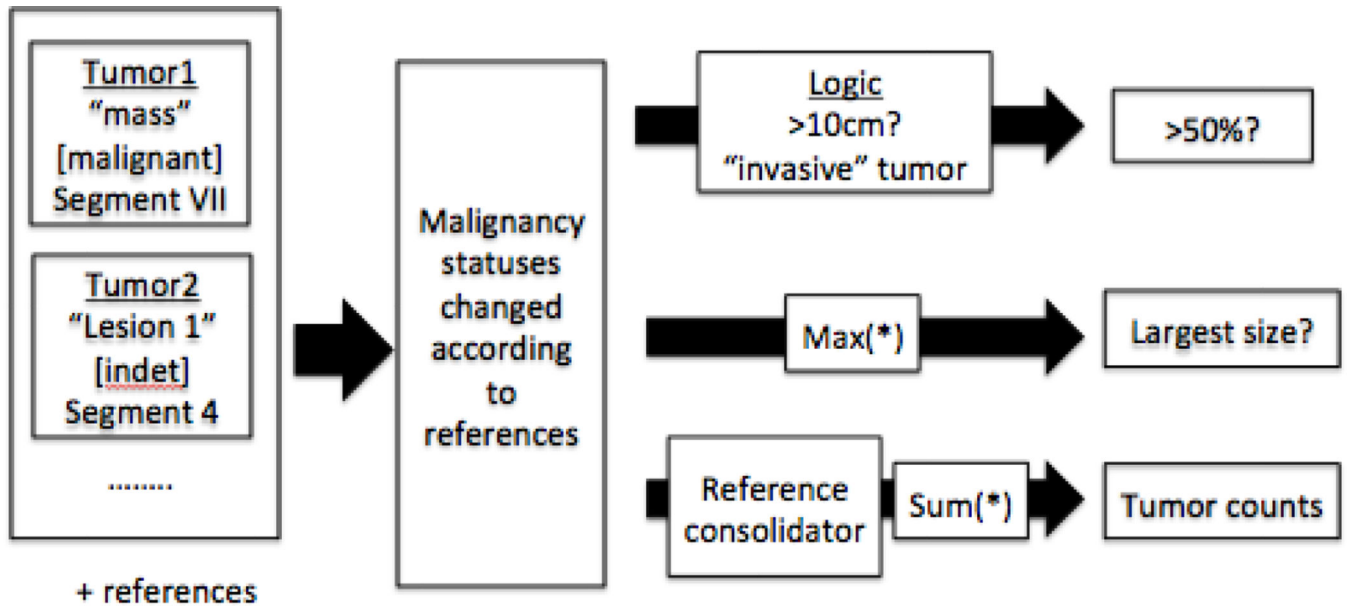 Tumor1
“mass”
[malignant]
Segment VII
Tumor2
“Lesion 1”
[indet]
Segment 4
........
+ references
Malignancy
statuses
changed
according
to
references
Logic
>10cm?
“invasive” tumor
>50%?
Max(*)
Largest size?
Reference
consolidator
Sum(*)
Tumor counts